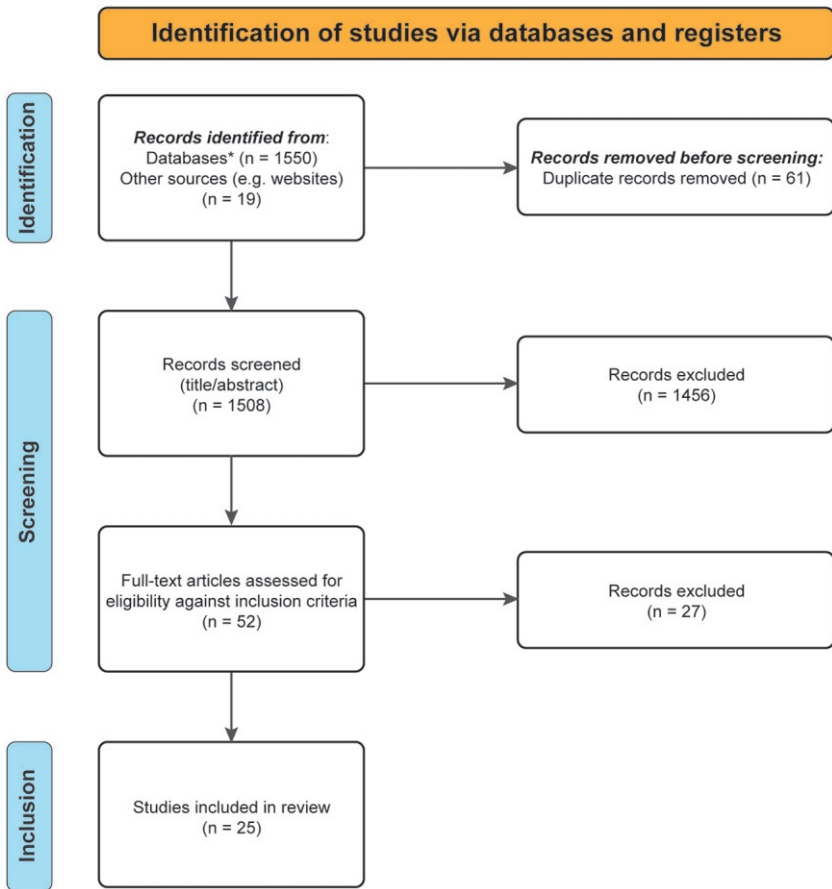 Identification of studies via databases and registers
Identification
Records identified from:
Databases* (n = 1550)
Other sources (e.g. websites)
(n = 19)
Records removed before screening:
Duplicate records removed (n = 61)
Screening
Records screened
(title/abstract)
(n = 1508)
Records excluded
(n = 1456)
Full-text articles assessed for
eligibility against inclusion criteria
(n = 52)
Records excluded
(n = 27)
Inclusion
Studies included in review
(n = 25)